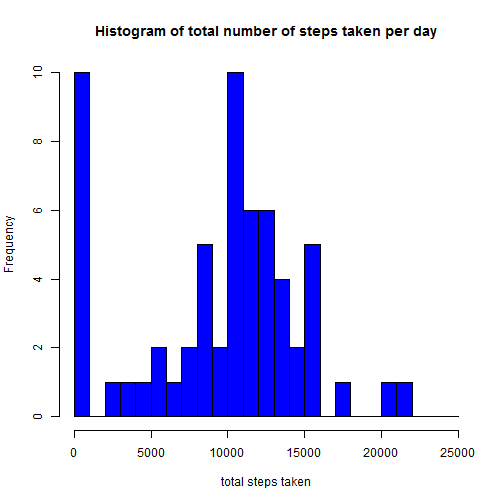 Histogram of total number of steps taken per day
Frequency
10
8
6
4
2
0
0 5000 10000 15000 20000 25000
total steps taken